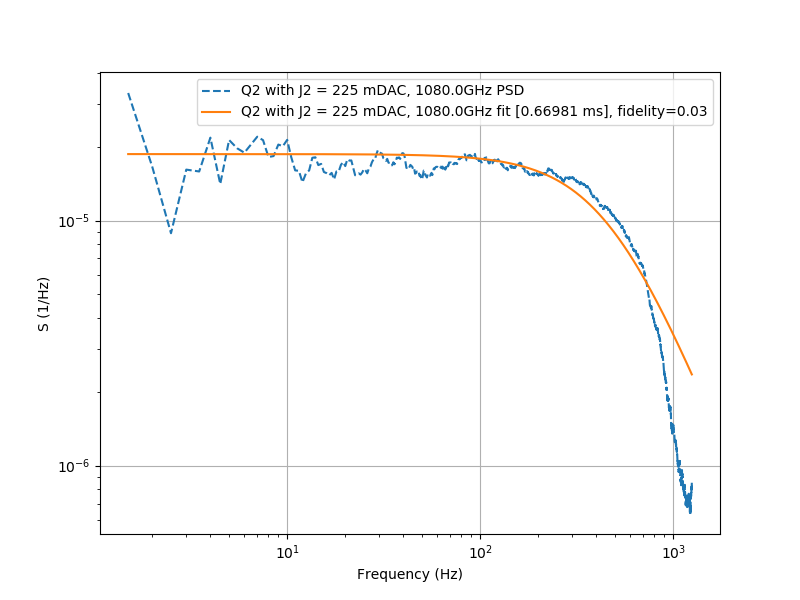 Q2 with J2 = 225 mDAC, 1080.0GHz PSD
Q2 with J2 = 225 mDAC, 1080.0GHz fit [0.66981 ms], fidelity=0.03
S (1/Hz)
10⁻⁵
10⁻⁶
10¹ 10² 10³
Frequency (Hz)